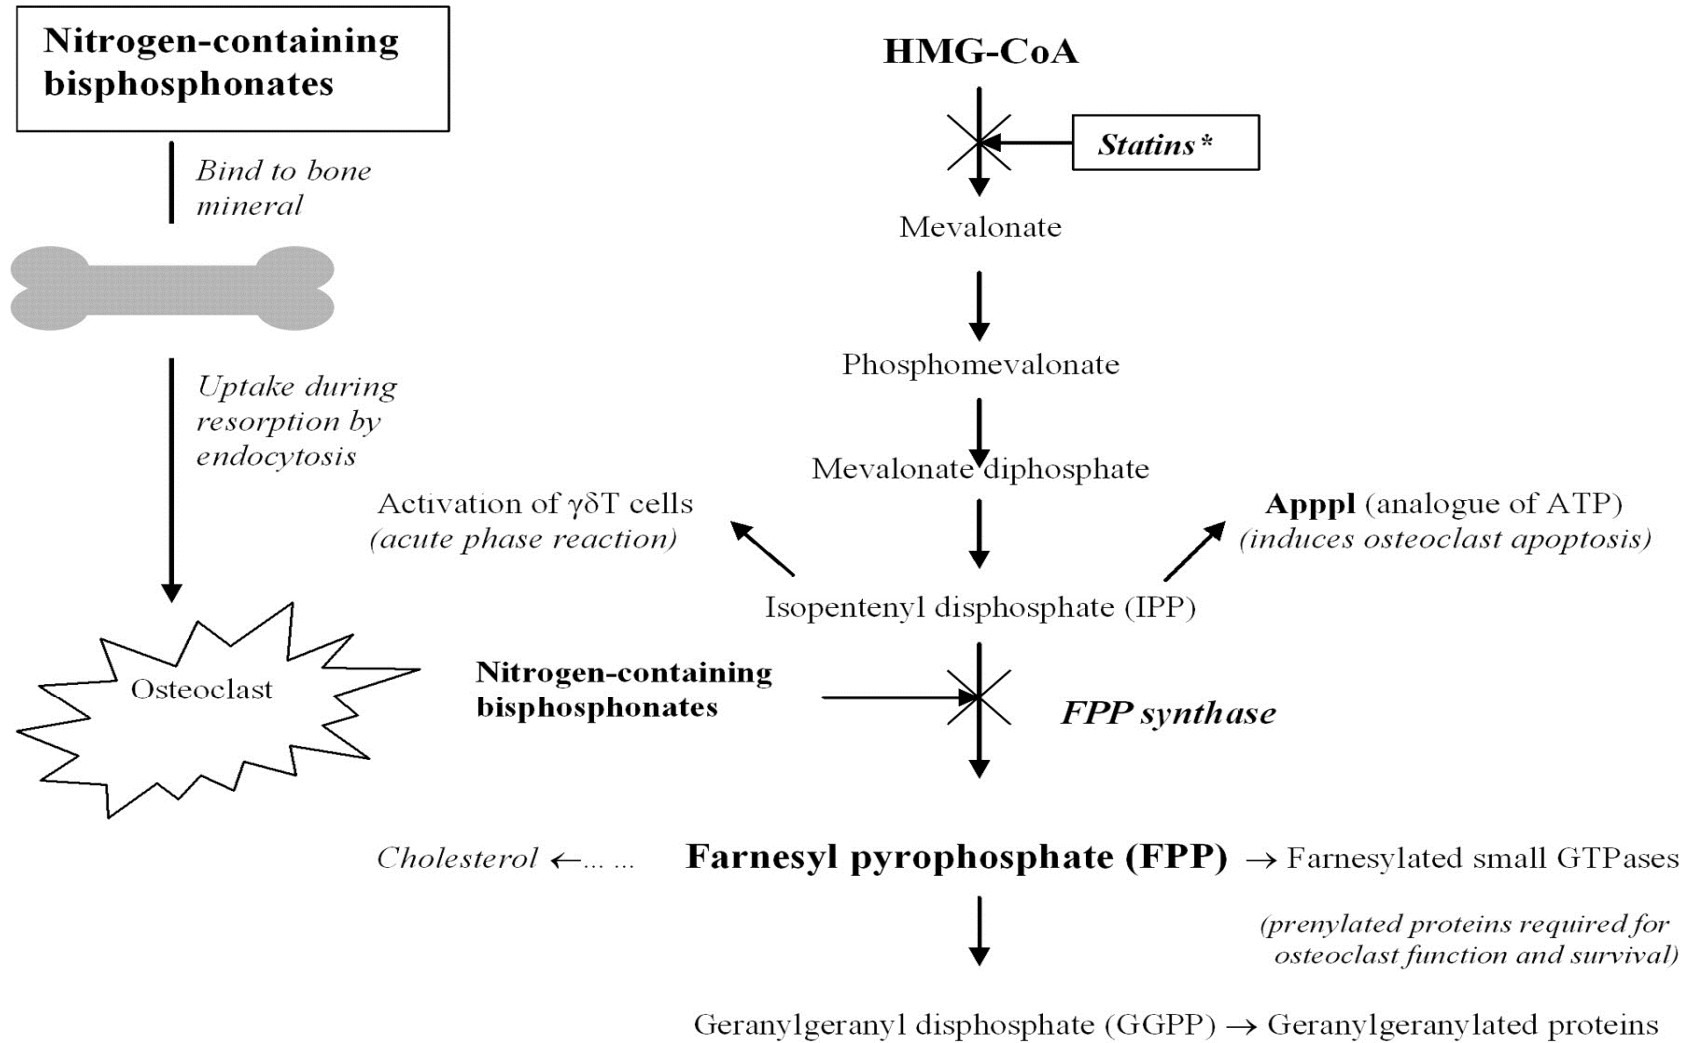 Nitrogen-containing
bisphosphonates
Bind to bone
mineral
Uptake during
resorption by
endocytosis
Osteoclast
HMG-CoA
Statins*
Mevalonate
Phosphomevalonate
Mevalonate diphosphate
Activation of γδT cells
(acute phase reaction)
Apppl (analogue of ATP)
(induces osteoclast apoptosis)
Isopentenyl disphosphate (IPP)
Nitrogen-containing
bisphosphonates
FPP synthase
Cholesterol ←... ... Farnesyl pyrophosphate (FPP) → Farnesylated small GTPases
(prenylated proteins required for
osteoclast function and survival)
Geranylgeranyl disphosphate (GGPP) → Geranylgeranylated proteins